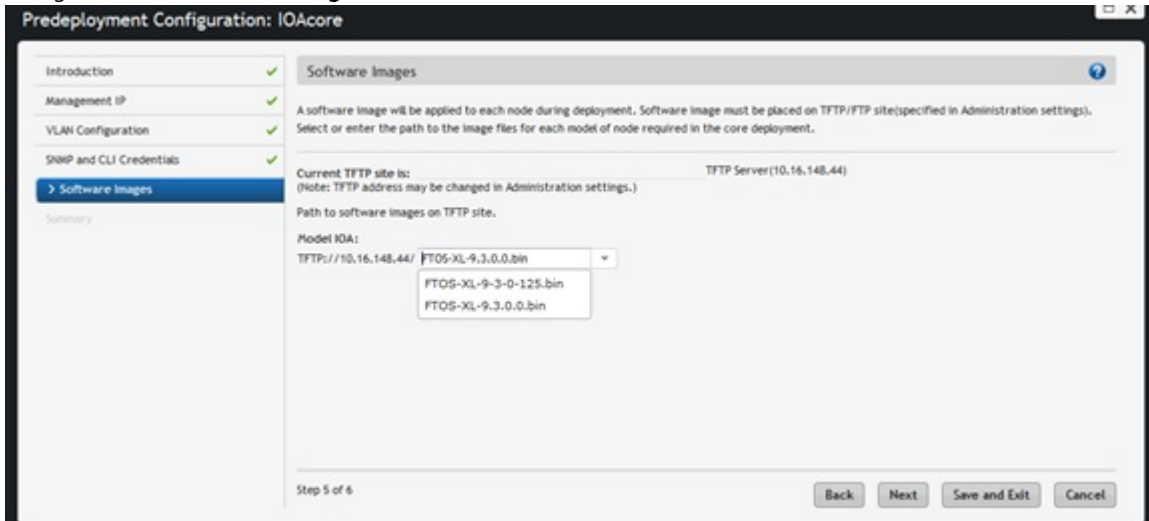 Predeployment Configuration: IOAcore
Introduction
Management IP
VLAN Configuration
SNMP and CLI Credentials
> Software Images
Summary
Software Images
?
A software image will be applied to each node during deployment. Software image must be placed on TFTP/FTP site(specified in Administration settings).
Select or enter the path to the image files for each model of node required in the core deployment.
Current TFTP site is: TFTP Server(10.16.148.44)
(Note: TFTP address may be changed in Administration settings.)
Path to software images on TFTP site.
Model IOA:
TFTP://10.16.148.44/ FTOS-XL-9.3.0.0.bin
FTOS-XL-9-3-0-125.bin
FTOS-XL-9.3.0.0.bin
Step 5 of 6
Back Next Save and Exit Cancel